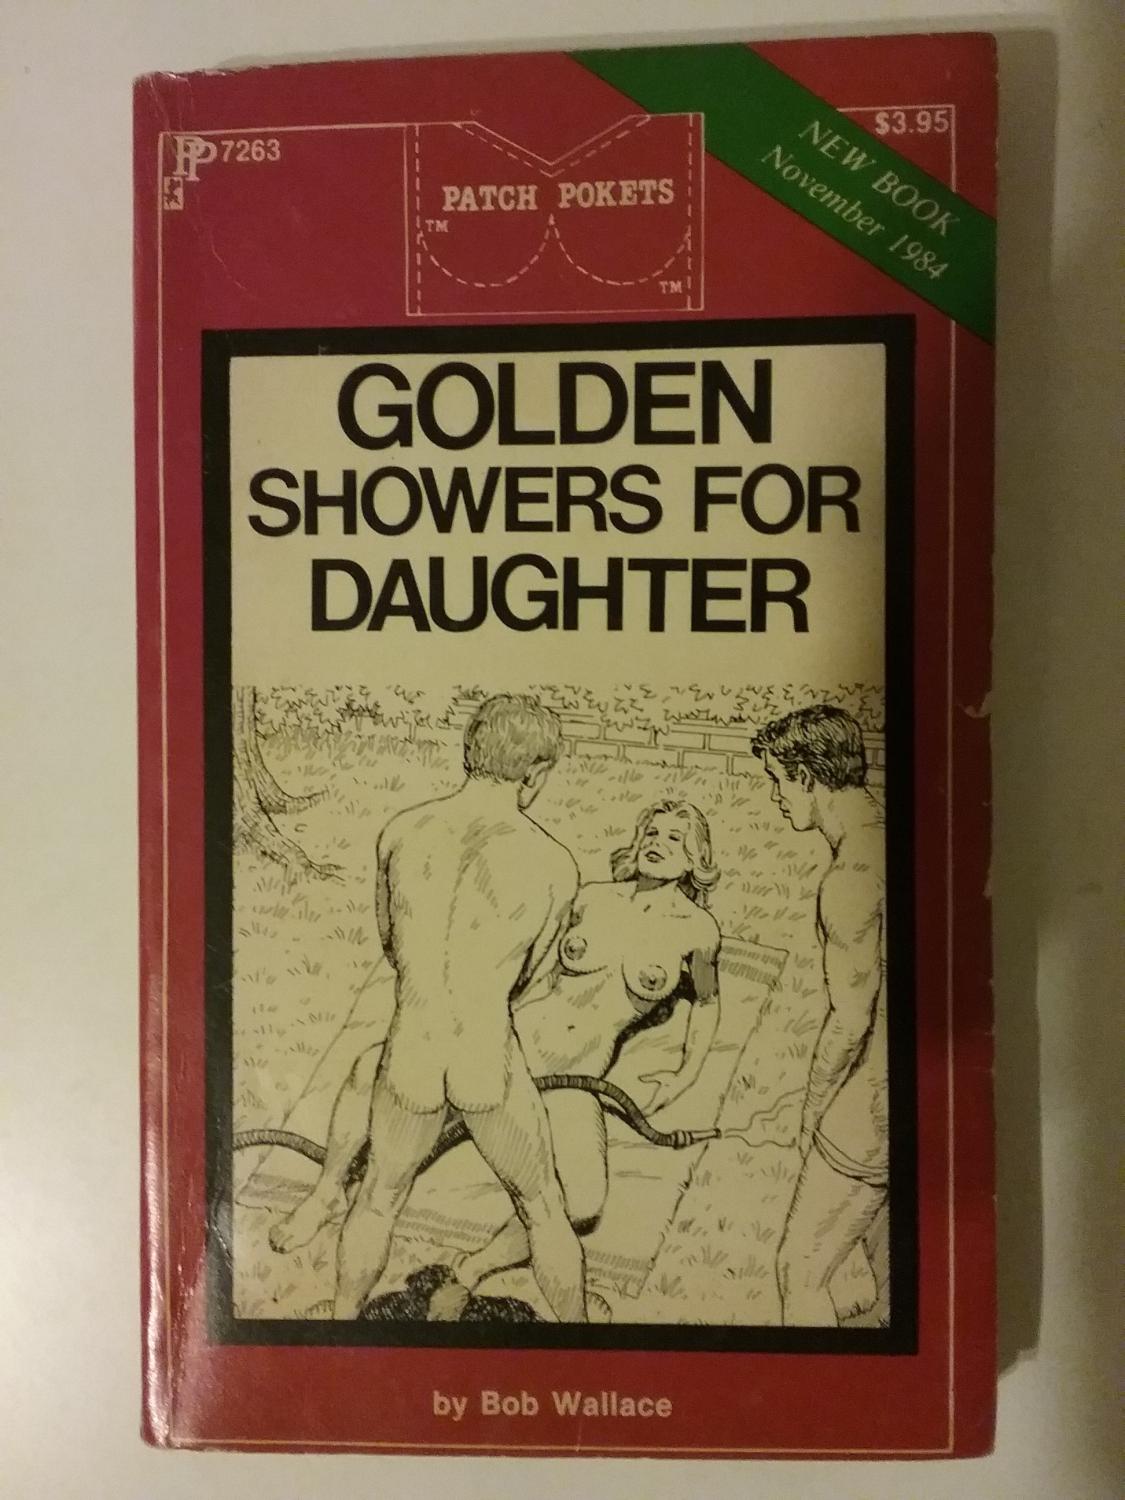 PP 7263
$3.95
NEW BOOK
November 1984
PATCH POKETS
TM
TM
GOLDEN
SHOWERS FOR
DAUGHTER
by Bob Wallace